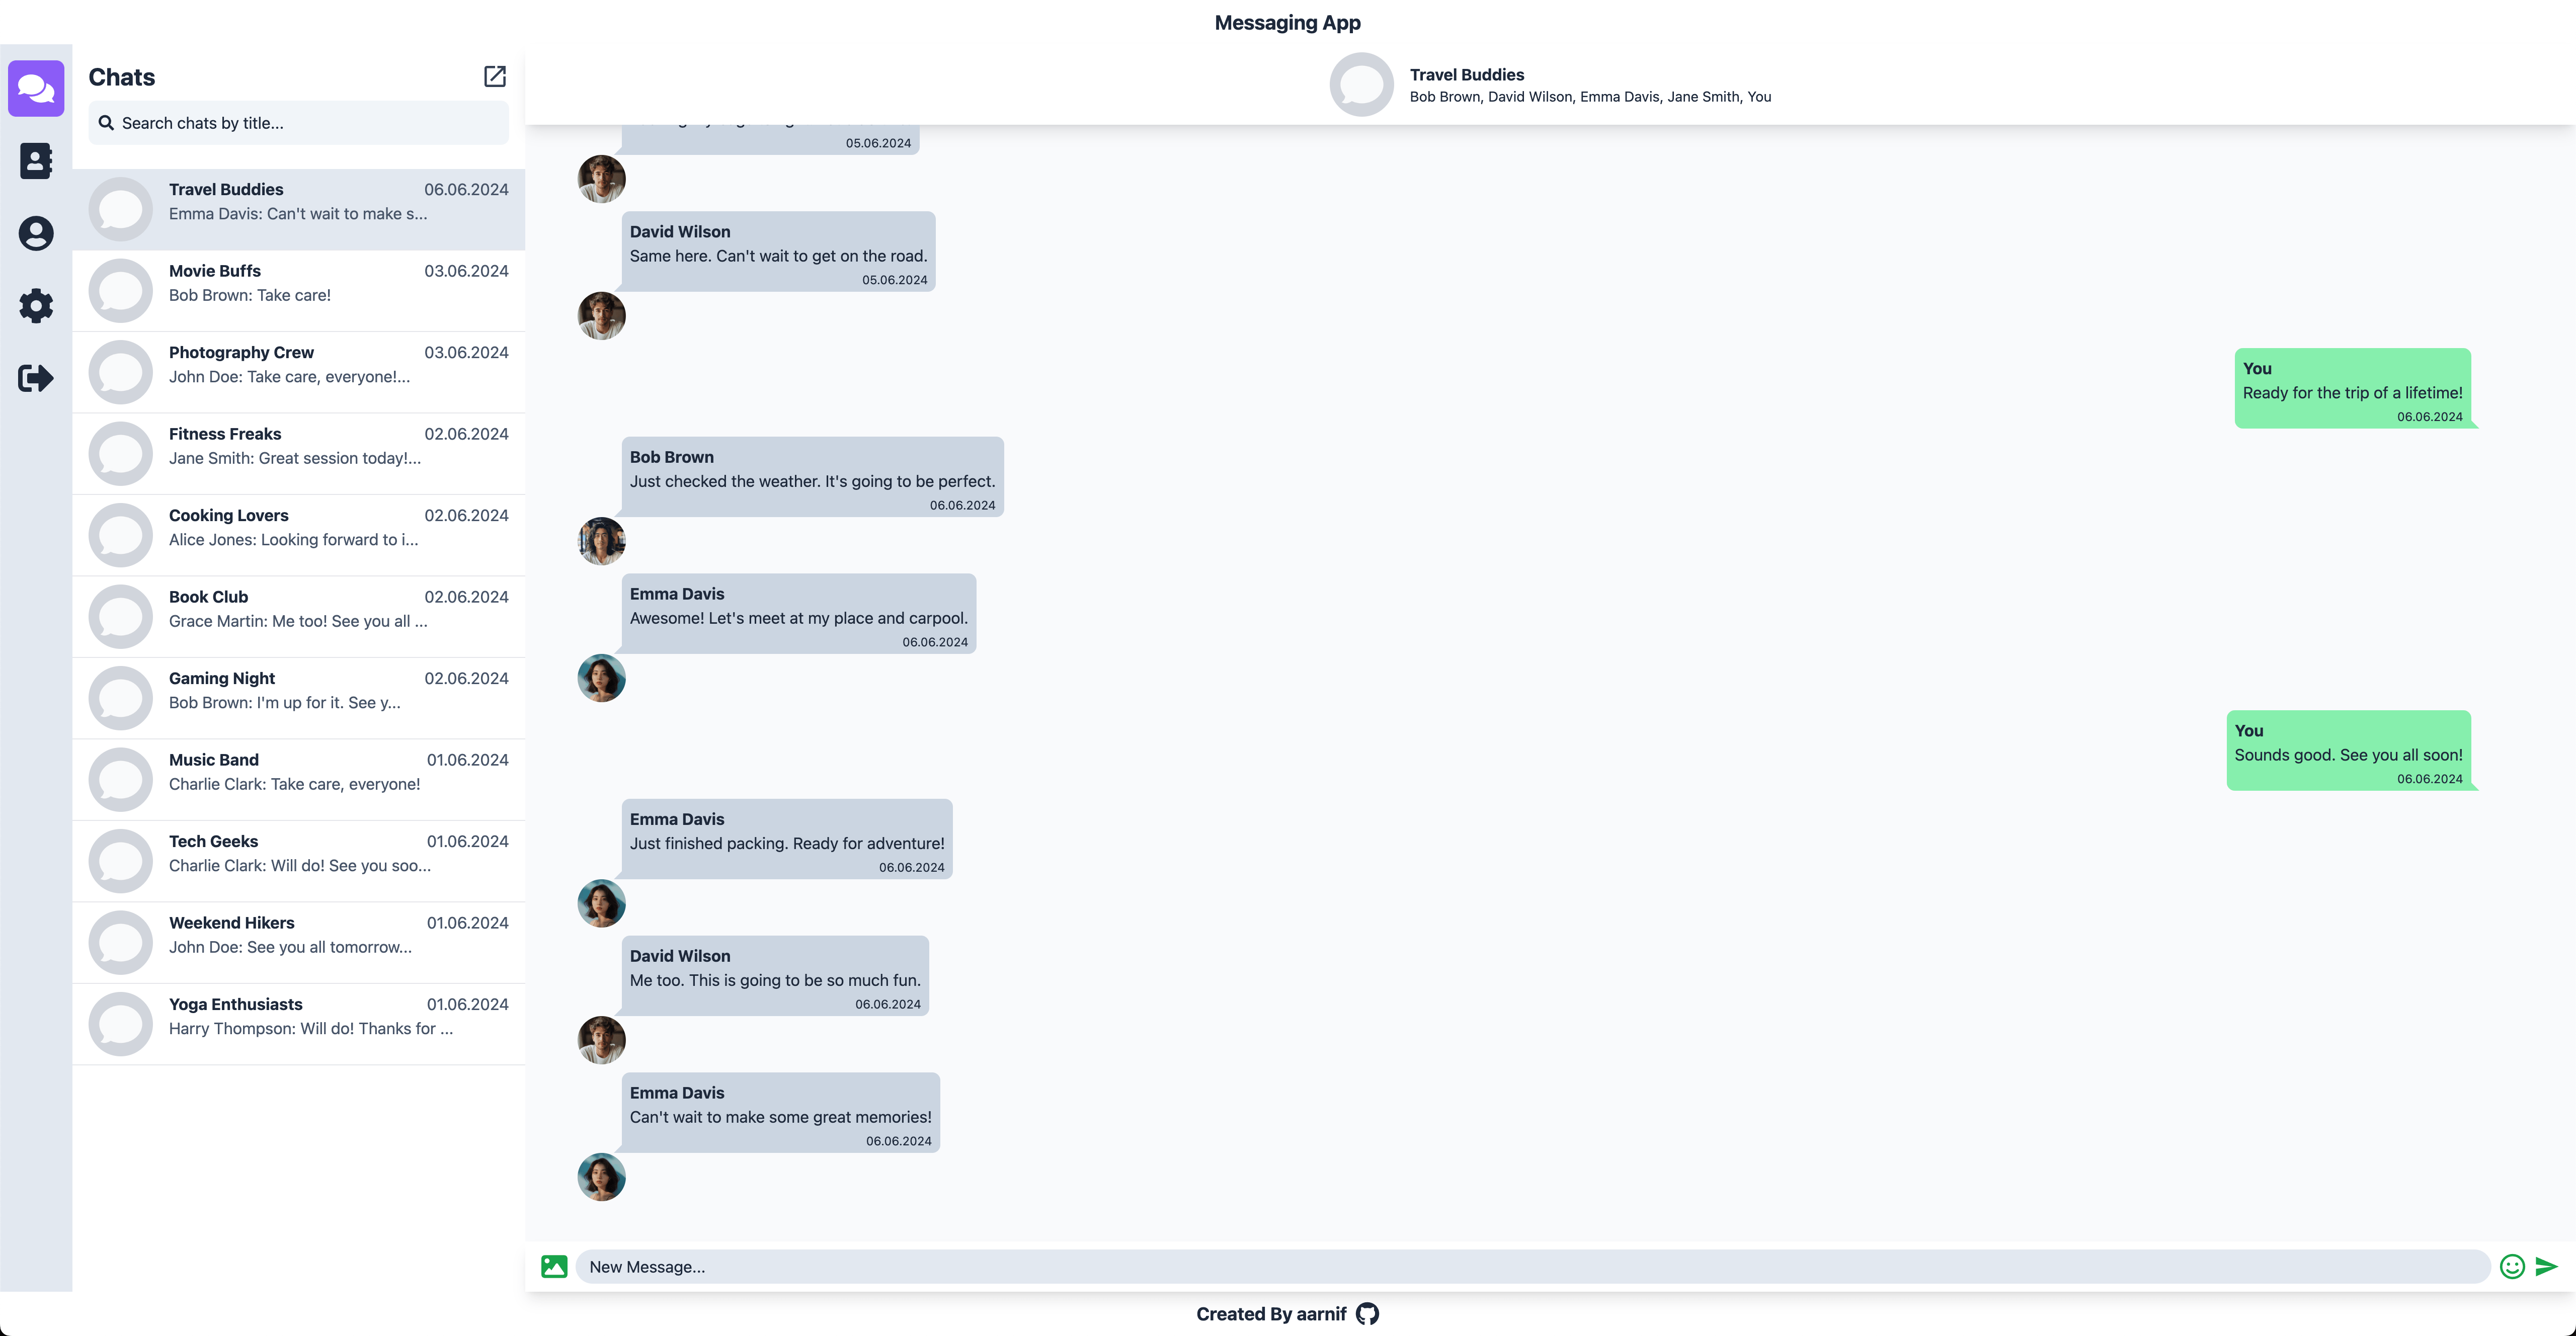 Messaging App
Chats
Search chats by title...
Travel Buddies 06.06.2024
Emma Davis: Can't wait to make s...
Movie Buffs 03.06.2024
Bob Brown: Take care!
Photography Crew 03.06.2024
John Doe: Take care, everyone!...
Fitness Freaks 02.06.2024
Jane Smith: Great session today!...
Cooking Lovers 02.06.2024
Alice Jones: Looking forward to i...
Book Club 02.06.2024
Grace Martin: Me too! See you all ...
Gaming Night 02.06.2024
Bob Brown: I'm up for it. See y...
Music Band 01.06.2024
Charlie Clark: Take care, everyone!
Tech Geeks 01.06.2024
Charlie Clark: Will do! See you soo...
Weekend Hikers 01.06.2024
John Doe: See you all tomorrow...
Yoga Enthusiasts 01.06.2024
Harry Thompson: Will do! Thanks for ...
Travel Buddies
Bob Brown, David Wilson, Emma Davis, Jane Smith, You
05.06.2024
David Wilson
Same here. Can't wait to get on the road.
05.06.2024
You
Ready for the trip of a lifetime!
06.06.2024
Bob Brown
Just checked the weather. It's going to be perfect.
06.06.2024
Emma Davis
Awesome! Let's meet at my place and carpool.
06.06.2024
You
Sounds good. See you all soon!
06.06.2024
Emma Davis
Just finished packing. Ready for adventure!
06.06.2024
David Wilson
Me too. This is going to be so much fun.
06.06.2024
Emma Davis
Can't wait to make some great memories!
06.06.2024
New Message...
Created By aarnif